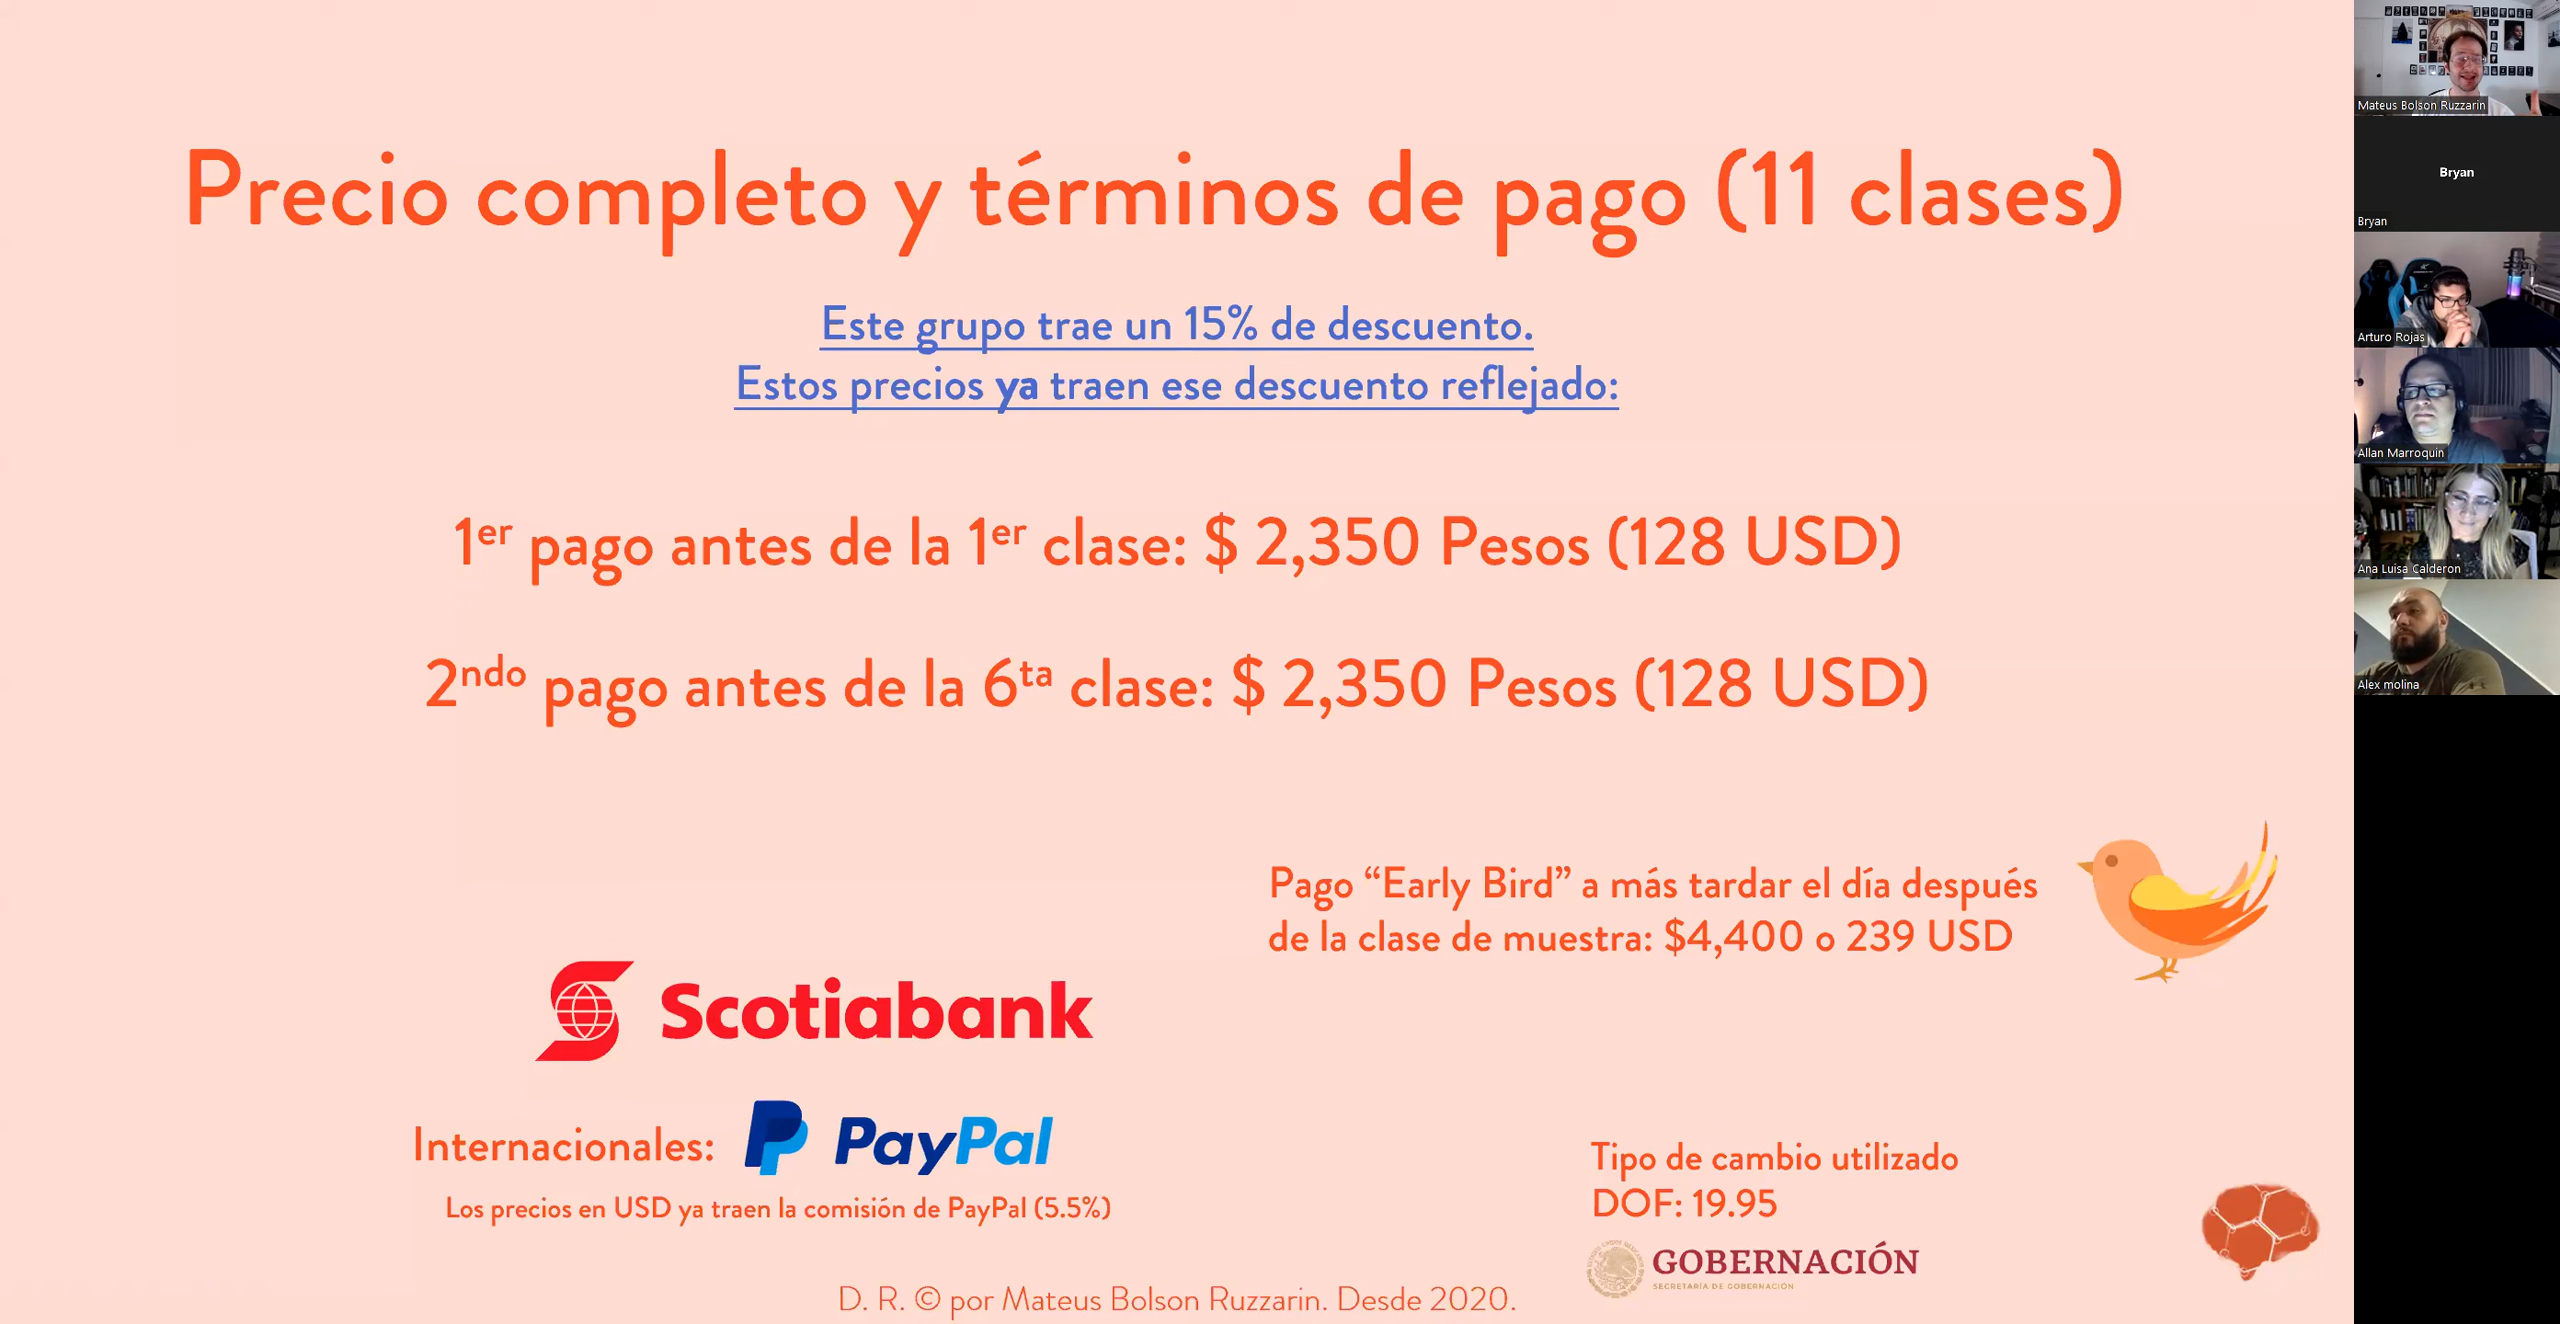 Precio completo y términos de pago (11 clases)
Este grupo trae un 15% de descuento.
Estos precios ya traen ese descuento reflejado:
1er pago antes de la 1er clase: $ 2,350 Pesos (128 USD)
2ndo pago antes de la 6ta clase: $ 2,350 Pesos (128 USD)
Pago “Early Bird” a más tardar el día después
de la clase de muestra: $4,400 o 239 USD
Scotiabank
Internacionales: PayPal
Los precios en USD ya traen la comisión de PayPal (5.5%)
Tipo de cambio utilizado
DOF: 19.95
GOBERNACIÓN
SECRETARÍA DE GOBERNACIÓN
D. R. © por Mateus Bolson Ruzzarin. Desde 2020.
Mateus Bolson Ruzzarin
Bryan
Bryan
Arturo Rojas
Allan Marroquin
Ana Luisa Calderon
Alex molina